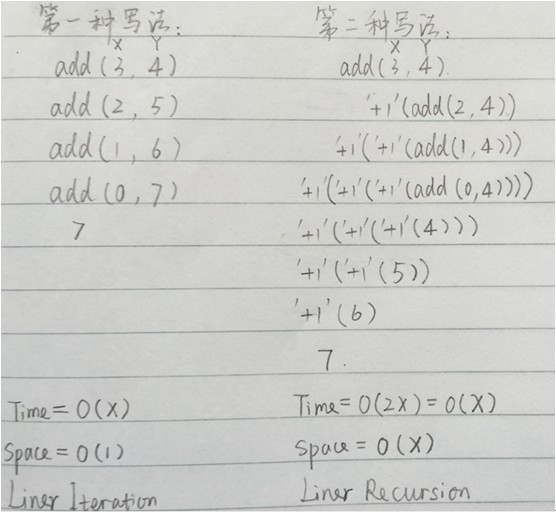 第一种写法:
X Y
add(3, 4)
add(2, 5)
add(1, 6)
add(0, 7)
7
Time = O(X)
Space = O(1)
Liner Iteration
第二种写法:
X Y
add(3, 4).
'+1'(add(2, 4))
'+1'('+1'(add(1, 4)))
'+1'('+1'('+1'(add(0,4))))
'+1'('+1'('+1'(4)))
'+1'('+1'(5))
'+1'(6)
7.
Time = O(2X) = O(X)
Space = O(X)
Liner Recursion